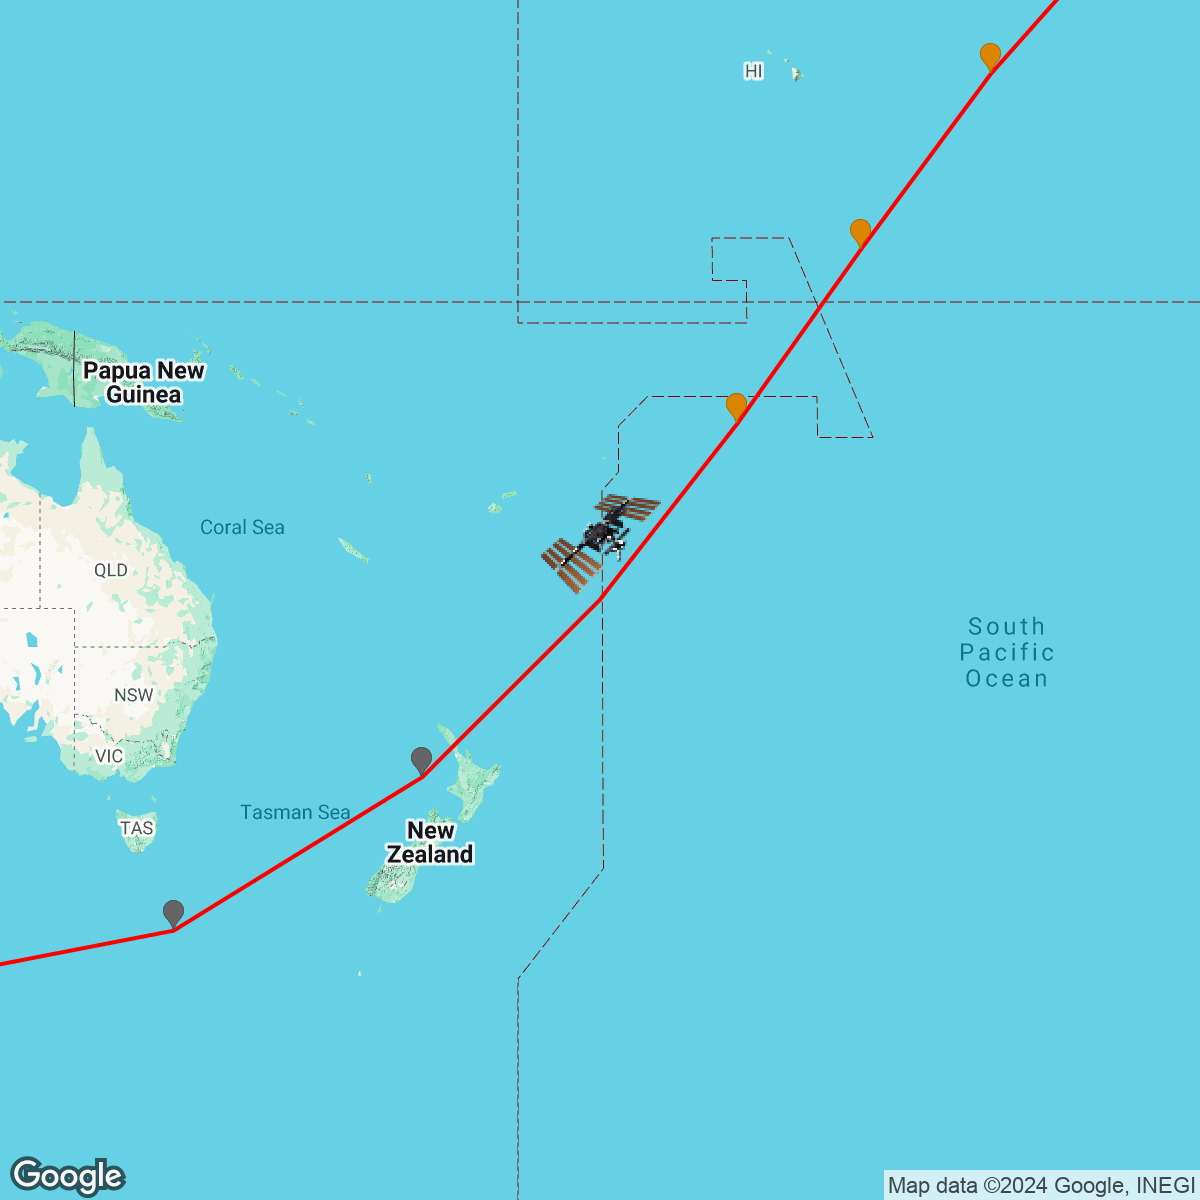 HI
Papua New
Guinea
Coral Sea
QLD
South
Pacific
Ocean
NSW
VIC
Tasman Sea
TAS
New
Zealand
Google
Map data ©2024 Google, INEGI